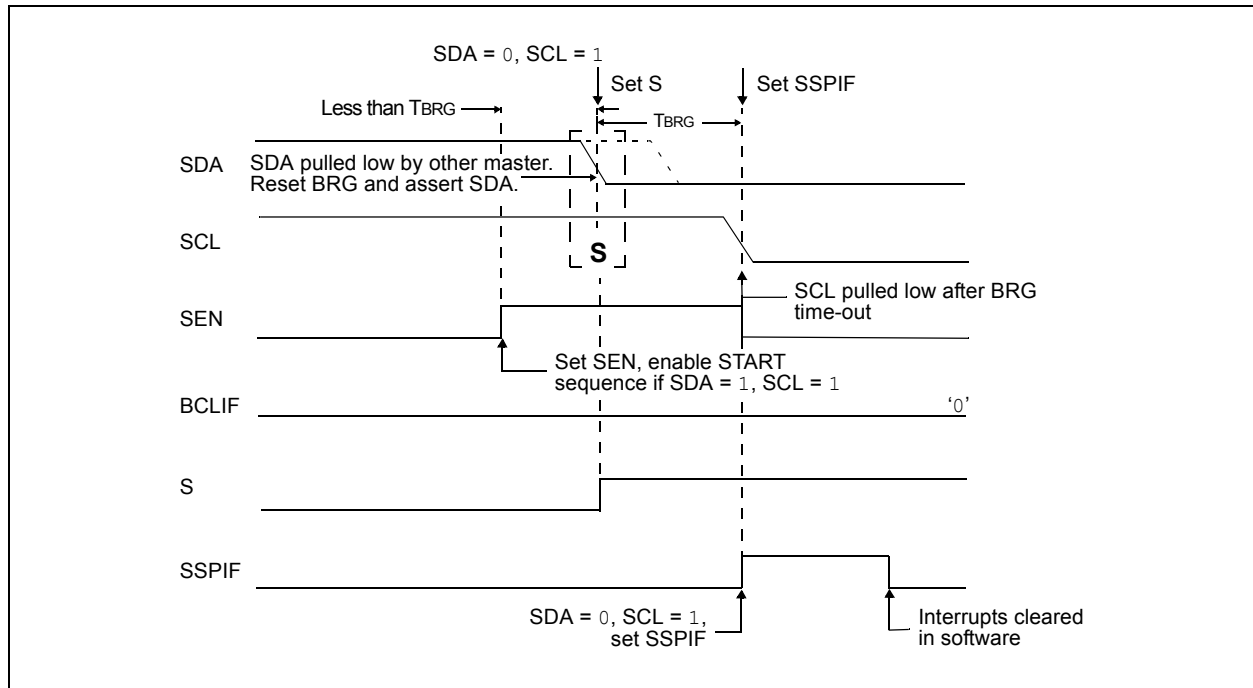 SDA = 0, SCL = 1
Set S
Set SSPIF
Less than TBRG
TBRG
SDA
SDA pulled low by other master.
Reset BRG and assert SDA.
SCL
S
SCL pulled low after BRG
time-out
SEN
Set SEN, enable START
sequence if SDA = 1, SCL = 1
BCLIF
‘0’
S
SSPIF
SDA = 0, SCL = 1,
set SSPIF
Interrupts cleared
in software